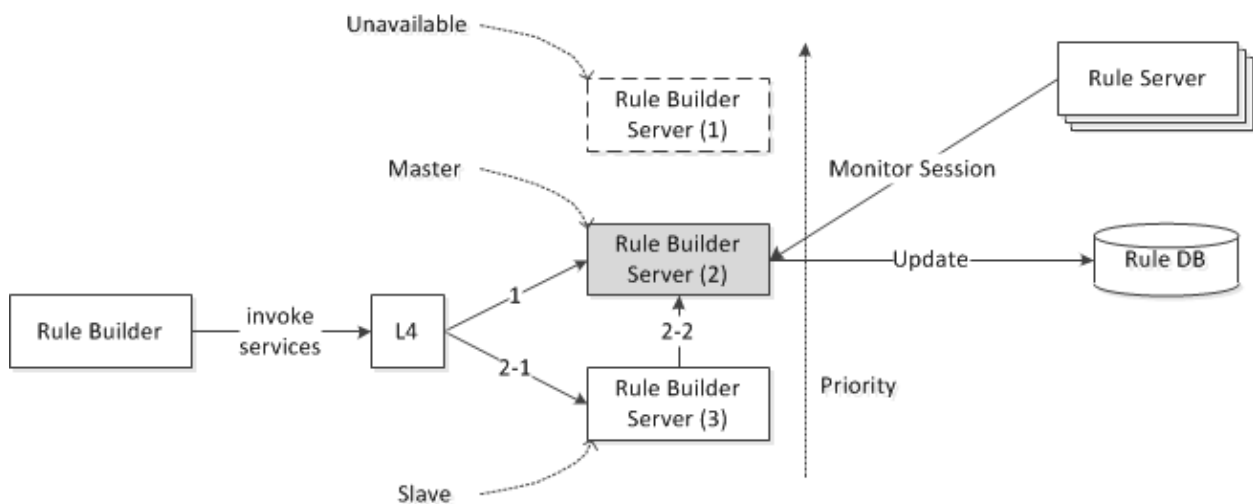 Unavailable
Rule Builder
Server (1)
Rule Server
Master
Monitor Session
Rule Builder
Server (2)
Update
Rule DB
1
Rule Builder
invoke
services
L4
2-2
2-1
Rule Builder
Server (3)
Priority
Slave